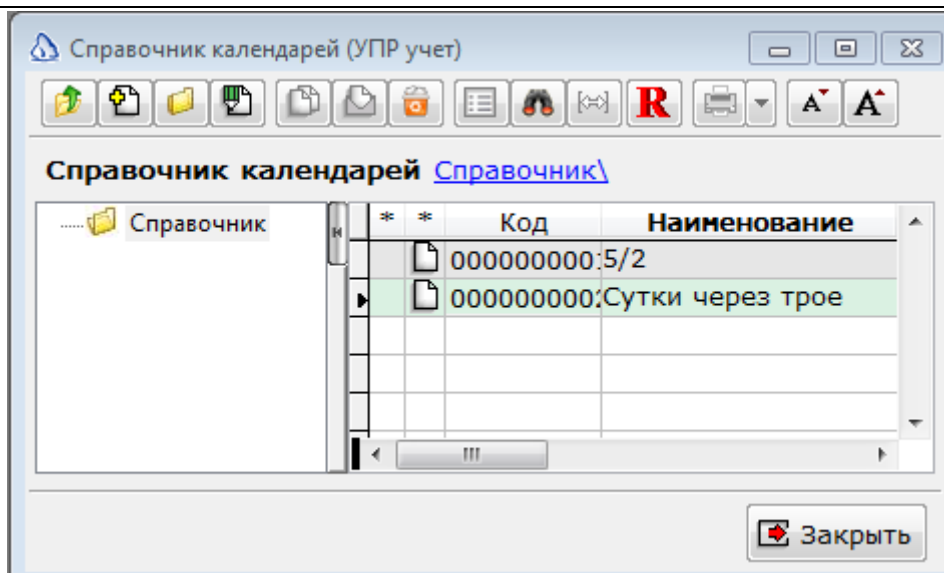 Справочник календарей (УПР учет)
R A A
Справочник календарей Справочник\
Справочник
* * Код Наименование
000000000: 5/2
000000000: Сутки через трое
Закрыть